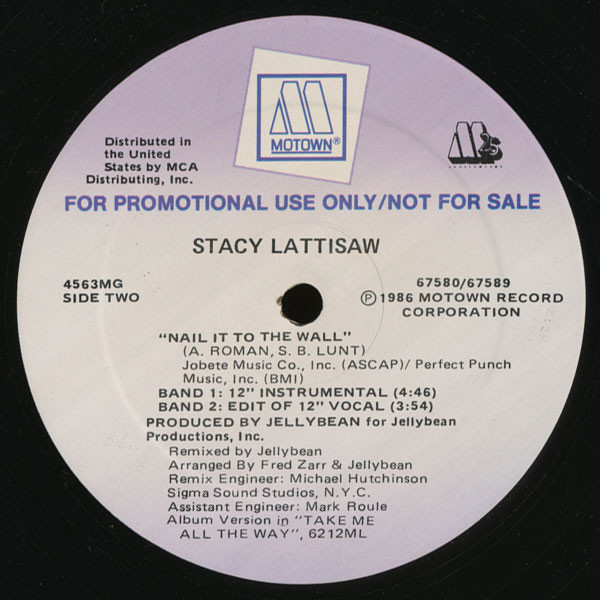 MOTOWN®
Distributed in
the United
States by MCA
Distributing, Inc.
FOR PROMOTIONAL USE ONLY/NOT FOR SALE
STACY LATTISAW
4563MG
SIDE TWO
67580/67589
Ⓟ1986 MOTOWN RECORD
CORPORATION
"NAIL IT TO THE WALL"
(A. ROMAN, S. B. LUNT)
Jobete Music Co., Inc. (ASCAP)/ Perfect Punch
Music, Inc. (BMI)
BAND 1: 12" INSTRUMENTAL (4:46)
BAND 2: EDIT OF 12" VOCAL (3:54)
PRODUCED BY JELLYBEAN for Jellybean
Productions, Inc.
Remixed by Jellybean
Arranged By Fred Zarr & Jellybean
Remix Engineer: Michael Hutchinson
Sigma Sound Studios, N.Y.C.
Assistant Engineer: Mark Roule
Album Version in "TAKE ME
ALL THE WAY", 6212ML